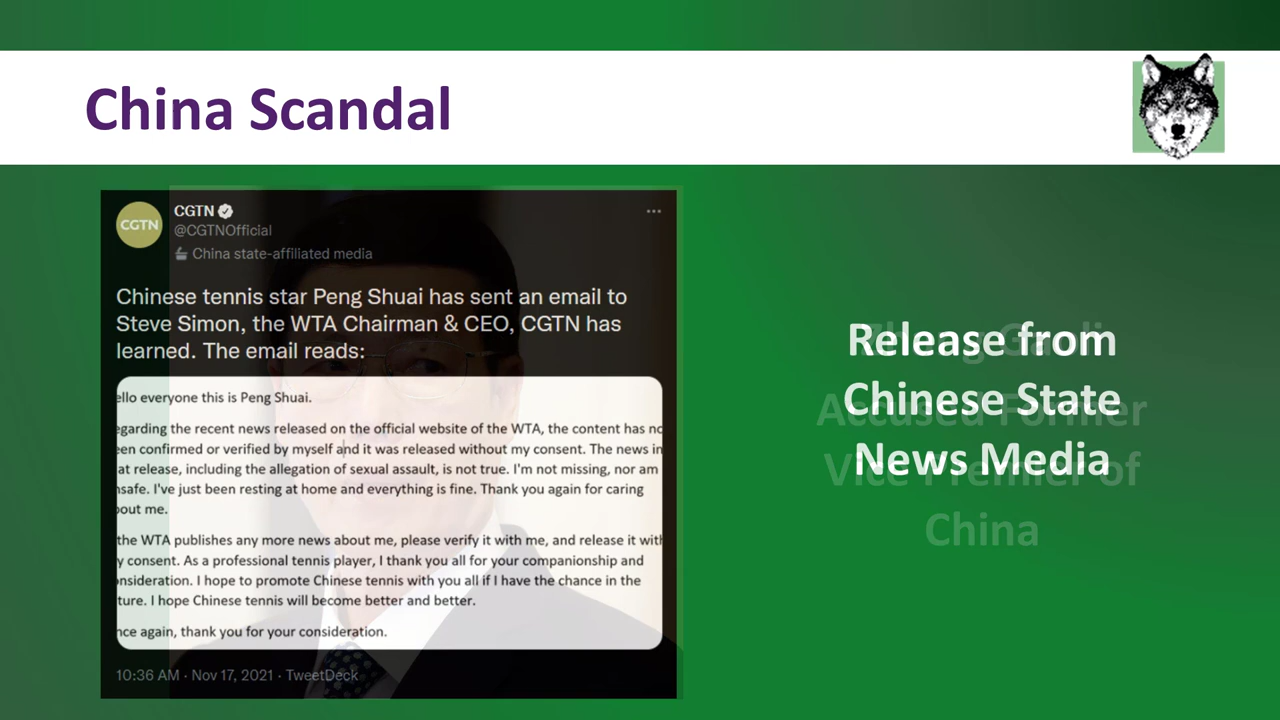 China Scandal
CGTN
CGTN
@CGTNOfficial
China state-affiliated media
Chinese tennis star Peng Shuai has sent an email to
Steve Simon, the WTA Chairman & CEO, CGTN has
learned. The email reads:
ello everyone this is Peng Shuai.
egarding the recent news released on the official website of the WTA, the content has no
een confirmed or verified by myself and it was released without my consent. The news in
at release, including the allegation of sexual assault, is not true. I'm not missing, nor am
nsafe. I've just been resting at home and everything is fine. Thank you again for caring
bout me.
the WTA publishes any more news about me, please verify it with me, and release it with
y consent. As a professional tennis player, I thank you all for your companionship and
onsideration. I hope to promote Chinese tennis with you all if I have the chance in the
ture. I hope Chinese tennis will become better and better.
nce again, thank you for your consideration.
10:36 AM · Nov 17, 2021 · TweetDeck
Release from
Chinese State
News Media
Accused Former
Vice Premier of
China